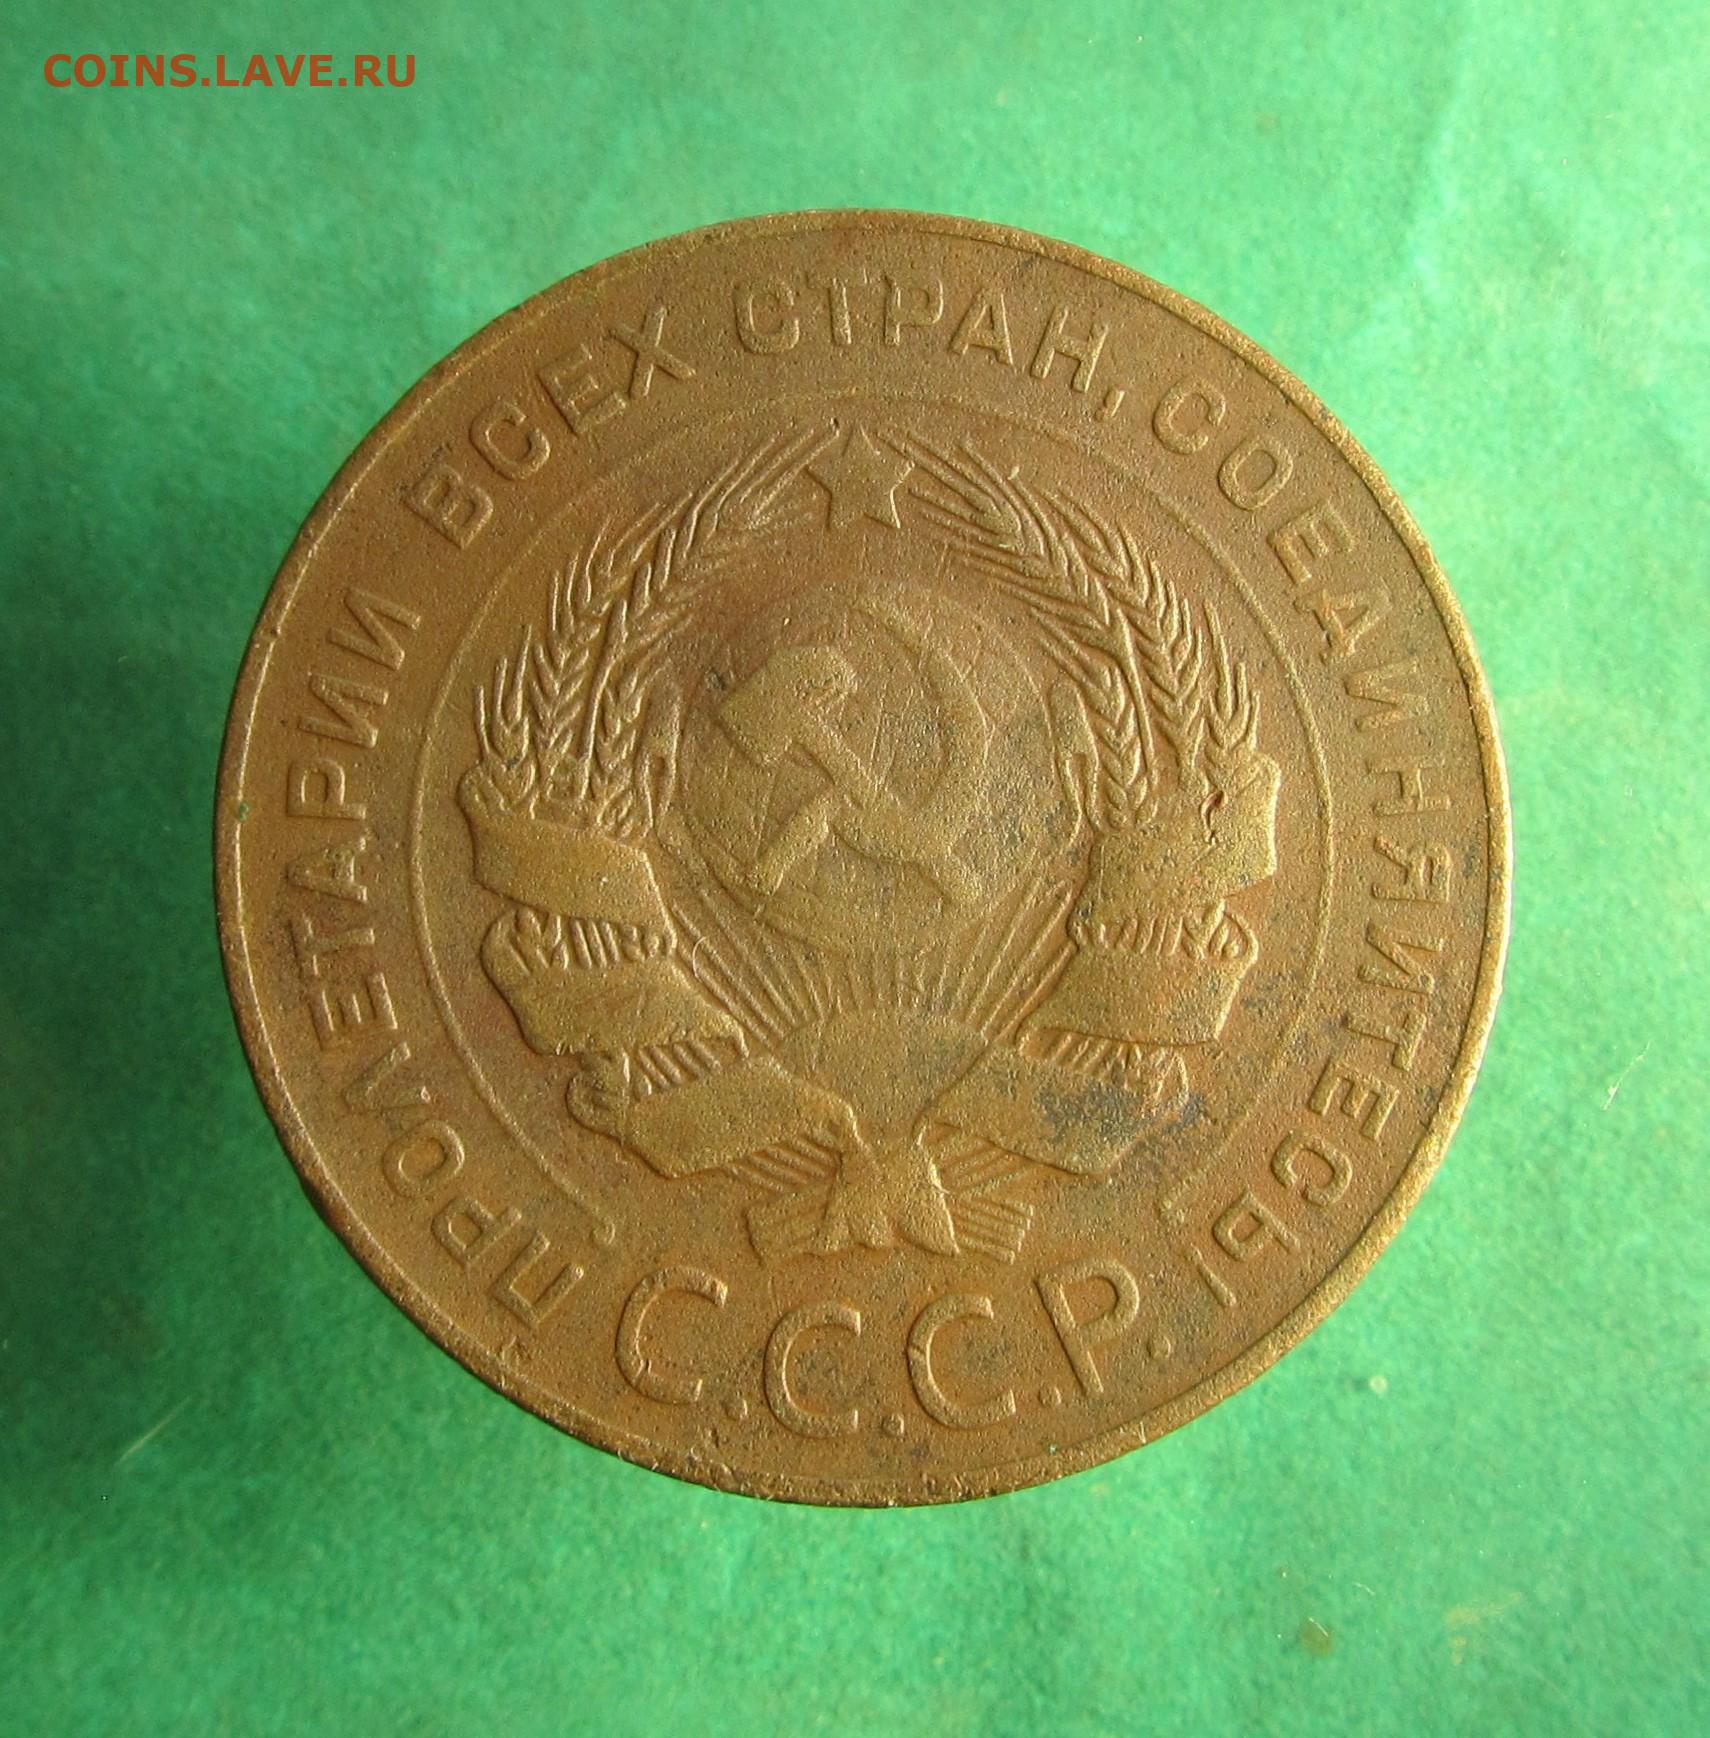 COINS.LAVE.RU
ПРОЛЕТАРИИ ВСЕХ СТРАН, СОЕДИНЯЙТЕСЬ!
С.С.С.Р.